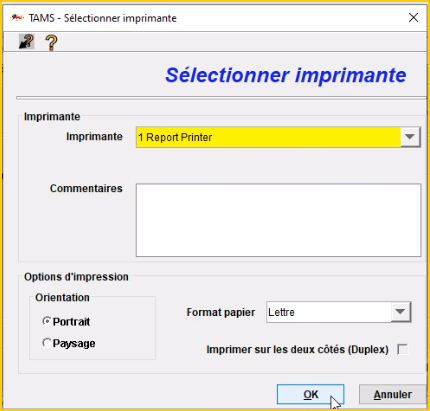 TAMS - Sélectionner imprimante
Sélectionner imprimante
Imprimante
Imprimante 1 Report Printer
Commentaires
Options d'impression
Orientation
Portrait
Paysage
Format papier Lettre
Imprimer sur les deux côtés (Duplex)
OK Annuler